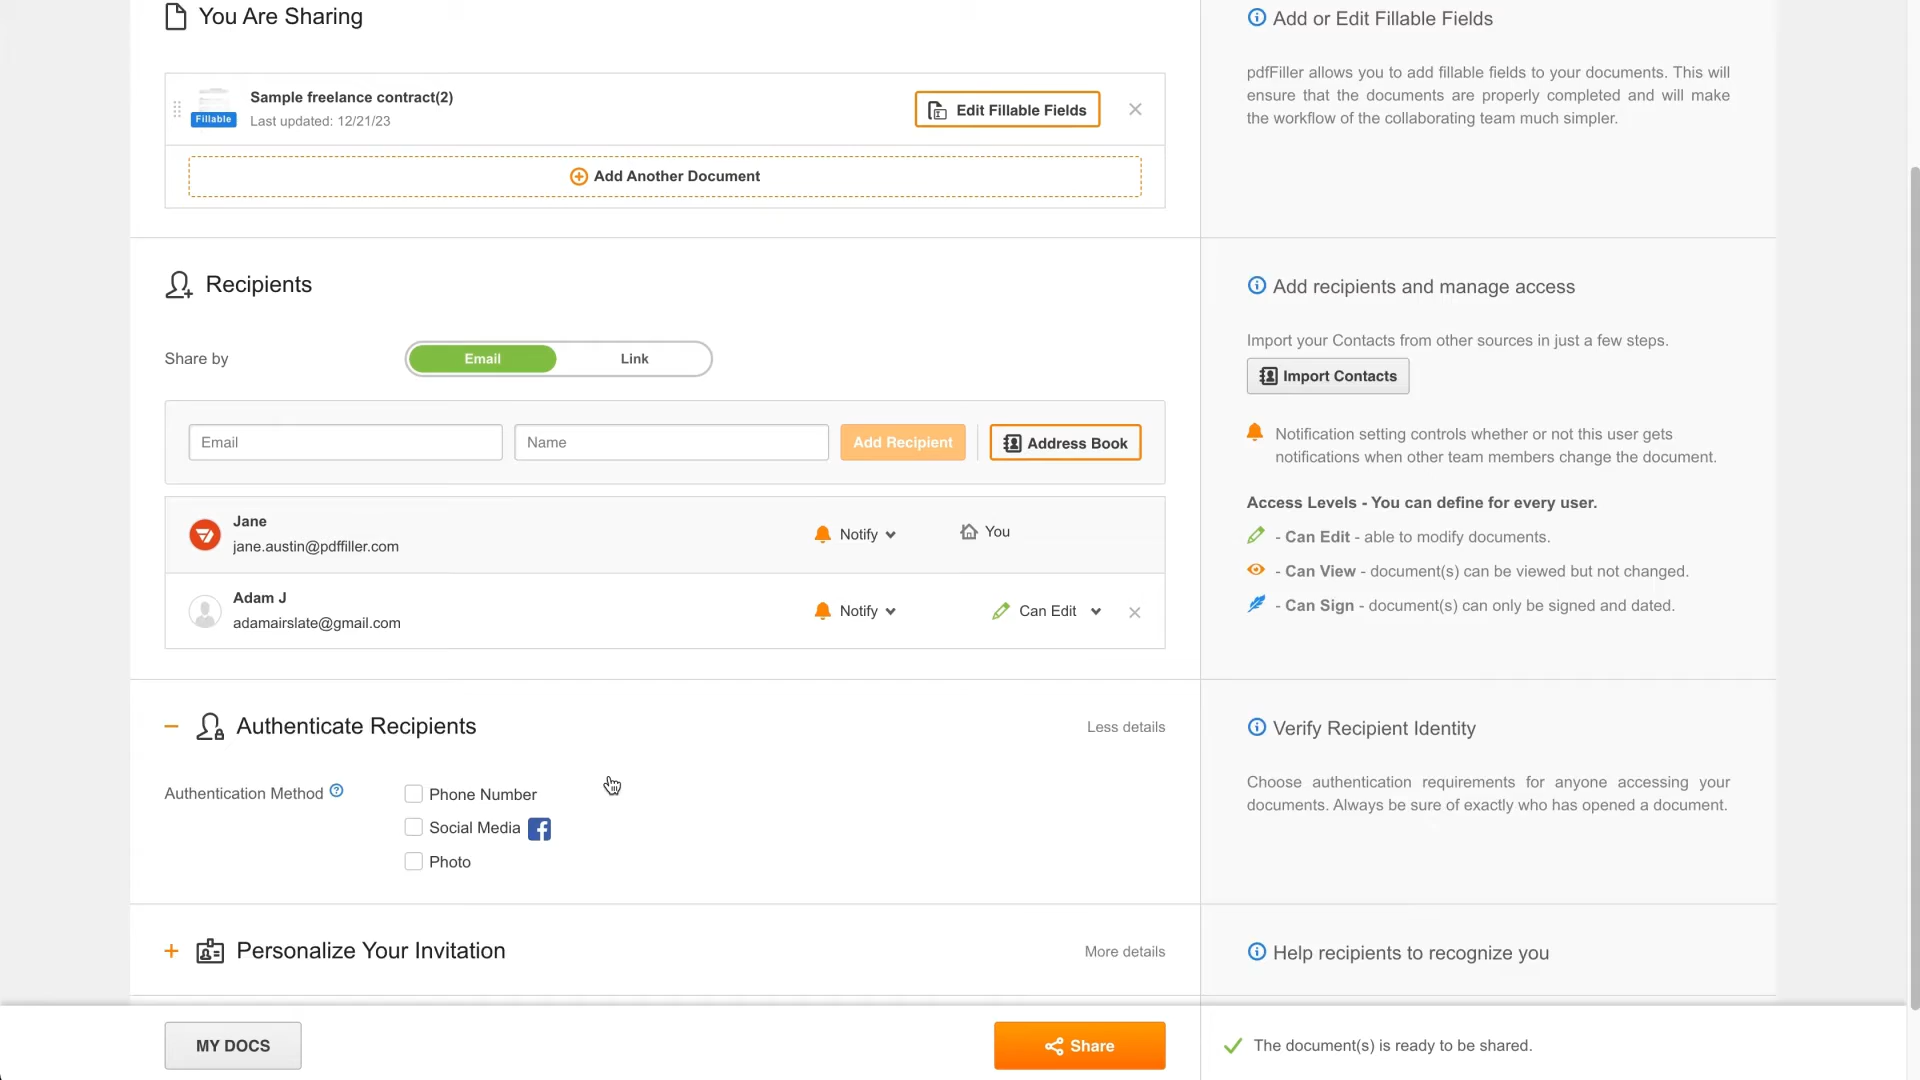 You Are Sharing
Sample freelance contract(2)
Fillable
Last updated: 12/21/23
Edit Fillable Fields
Add Another Document
Add or Edit Fillable Fields
pdfFiller allows you to add fillable fields to your documents. This will
ensure that the documents are properly completed and will make
the workflow of the collaborating team much simpler.
Recipients
Share by
Email
Link
Email
Name
Add Recipient
Address Book
Jane
jane.austin@pdffiller.com
Notify
You
Adam J
adamairslate@gmail.com
Notify
Can Edit
Add recipients and manage access
Import your Contacts from other sources in just a few steps.
Import Contacts
Notification setting controls whether or not this user gets
notifications when other team members change the document.
Access Levels - You can define for every user.
- Can Edit - able to modify documents.
- Can View - document(s) can be viewed but not changed.
- Can Sign - document(s) can only be signed and dated.
Authenticate Recipients
Less details
Authentication Method
Phone Number
Social Media
Photo
Verify Recipient Identity
Choose authentication requirements for anyone accessing your
documents. Always be sure of exactly who has opened a document.
Personalize Your Invitation
More details
Help recipients to recognize you
MY DOCS
Share
The document(s) is ready to be shared.